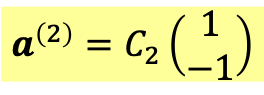 𝒂⁽²⁾ = C₂ (1 −1)